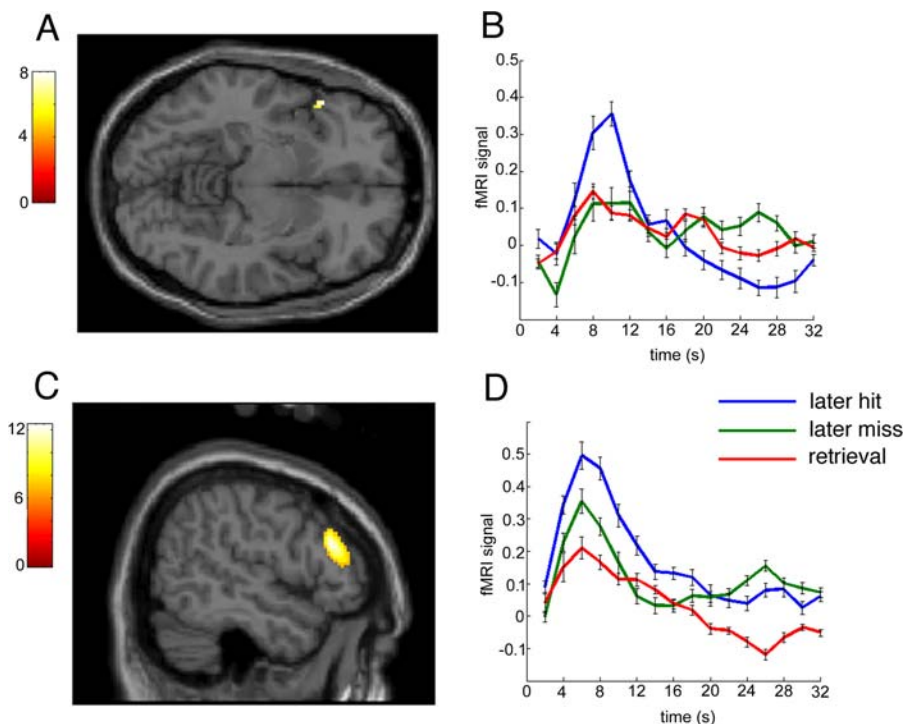 A
8
4
0
B
0.5
0.4
0.3
0.2
0.1
0
-0.1
fMRI signal
0 4 8 12 16 20 24 28 32
time (s)
C
12
6
0
D
later hit
later miss
retrieval
0.5
0.4
0.3
0.2
0.1
0
-0.1
fMRI signal
0 4 8 12 16 20 24 28 32
time (s)